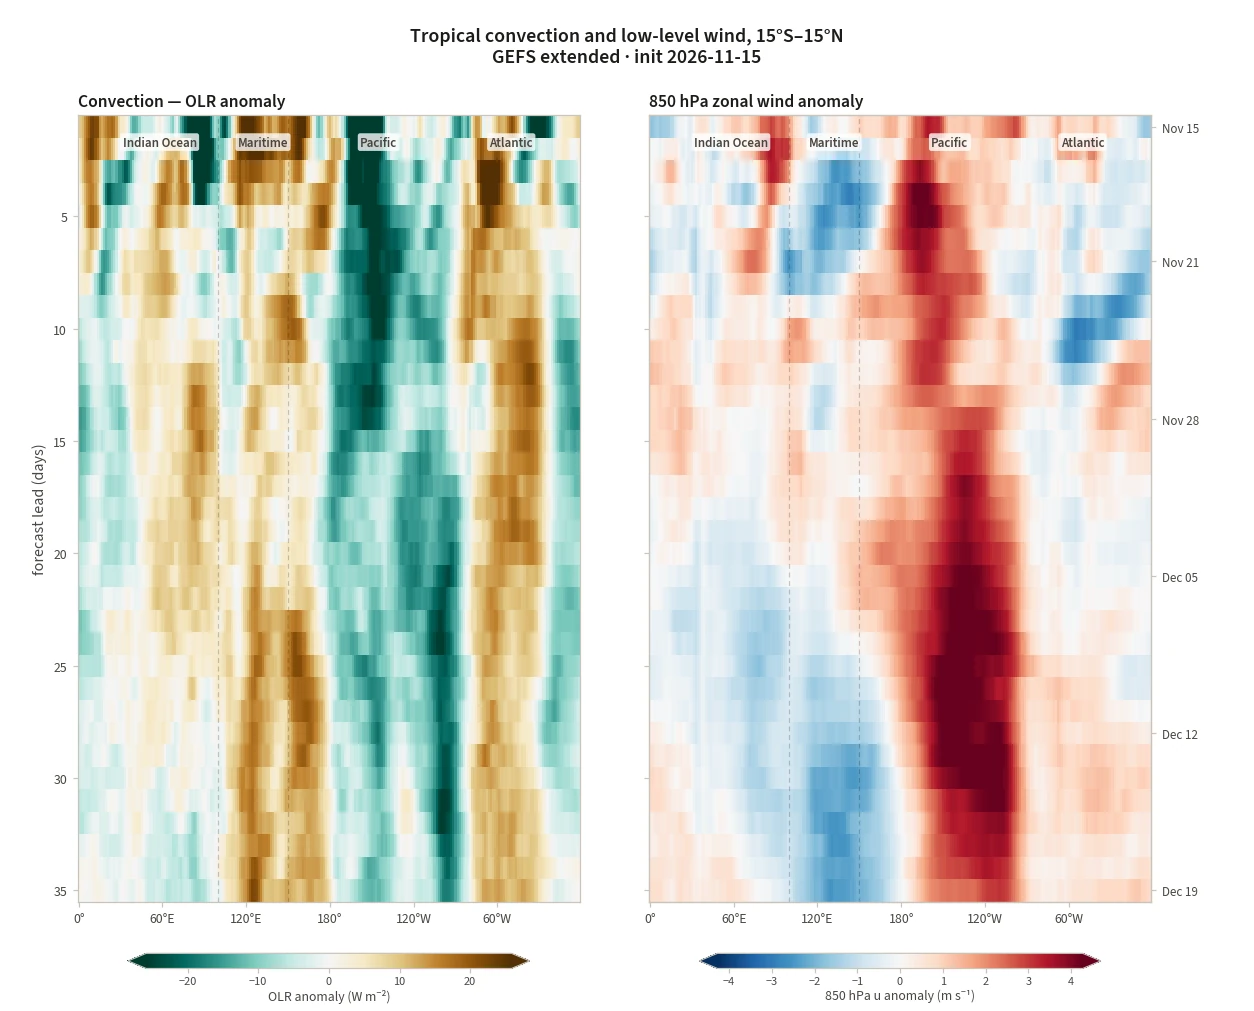 Tropical convection and low-level wind, 15°S–15°N
GEFS extended · init 2026-11-15
Convection — OLR anomaly
850 hPa zonal wind anomaly
Indian Ocean
Maritime
Pacific
Atlantic
Indian Ocean
Maritime
Pacific
Atlantic
forecast lead (days)
5
10
15
20
25
30
35
Nov 15
Nov 21
Nov 28
Dec 05
Dec 12
Dec 19
0° 60°E 120°E 180° 120°W 60°W
0° 60°E 120°E 180° 120°W 60°W
−20 −10 0 10 20
OLR anomaly (W m⁻²)
−4 −3 −2 −1 0 1 2 3 4
850 hPa u anomaly (m s⁻¹)